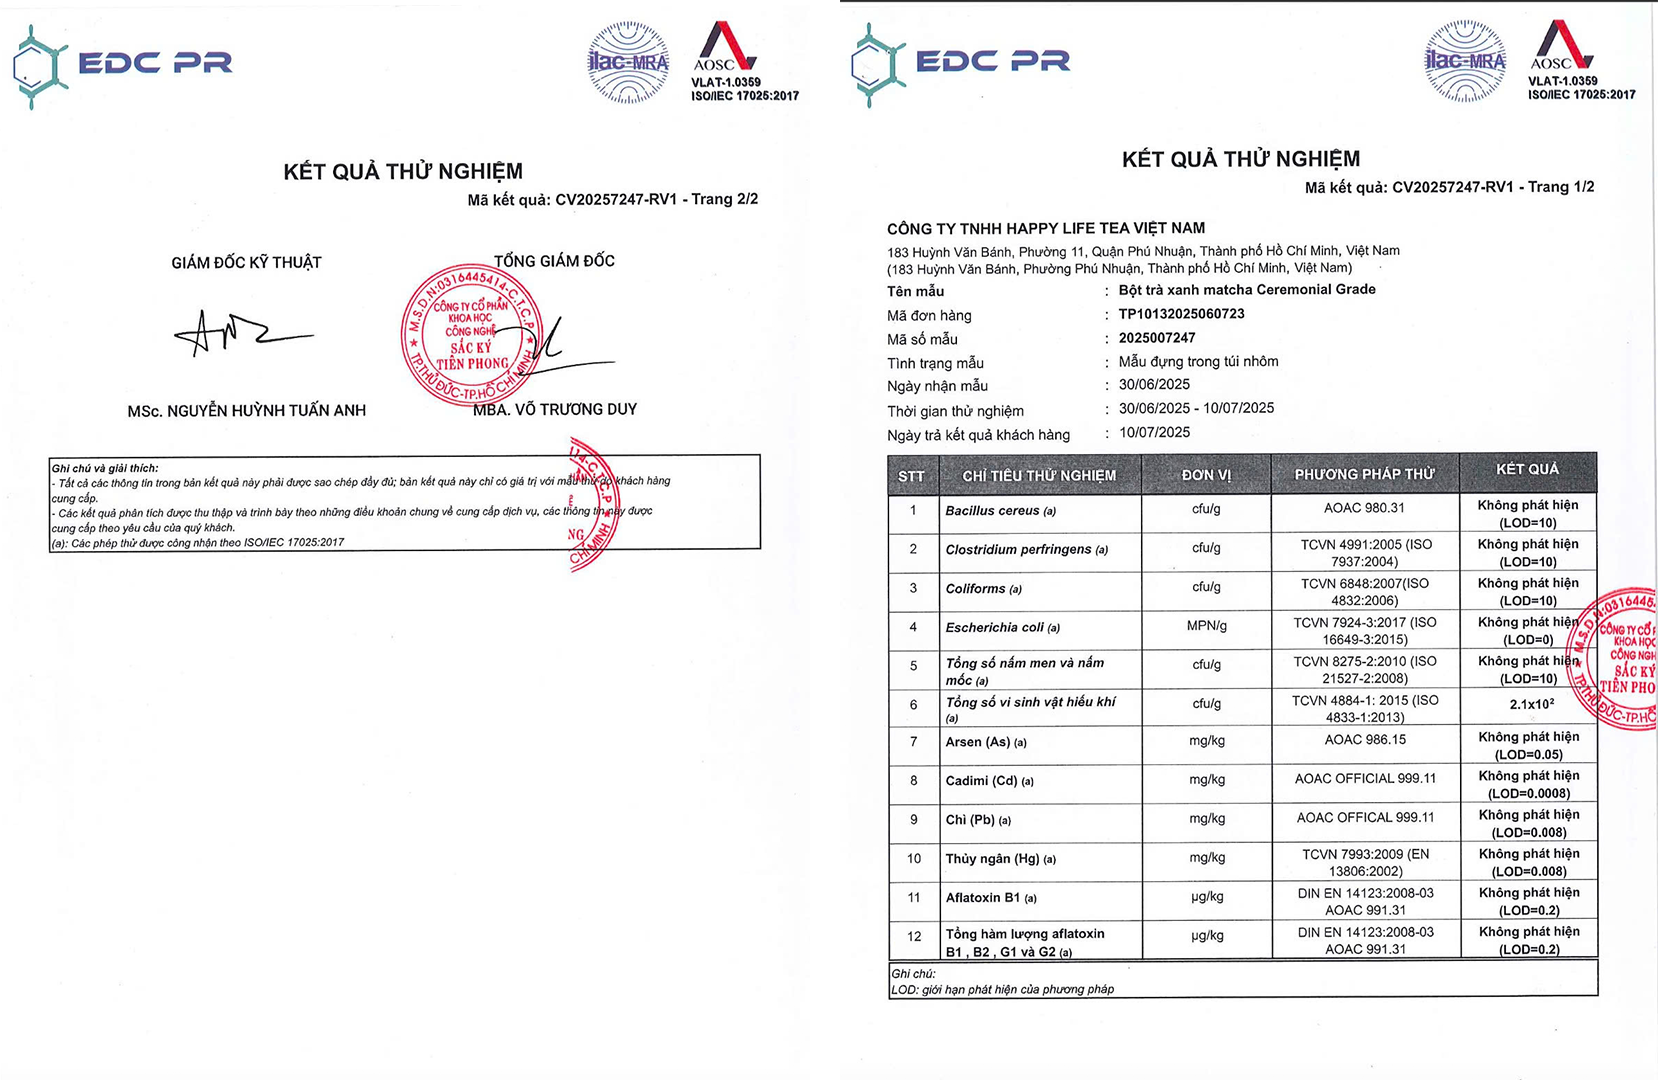 EDC PR
ilac-MRA
AOSC
VLAT-1.0359
ISO/IEC 17025:2017
KẾT QUẢ THỬ NGHIỆM
Mã kết quả: CV20257247-RV1 - Trang 2/2
GIÁM ĐỐC KỸ THUẬT
TỔNG GIÁM ĐỐC
M.S.D.N:0316445414-C.T.C.P
CÔNG TY CỔ PHẦN
KHOA HỌC
CÔNG NGHỆ
SẮC KÝ
TIÊN PHONG
TP.THỦ ĐỨC-TP.HỒ CHÍ MINH
MSc. NGUYỄN HUỲNH TUẤN ANH
MBA. VÕ TRƯƠNG DUY
Ghi chú và giải thích:
- Tất cả các thông tin trong bản kết quả này phải được sao chép đầy đủ; bản kết quả này chỉ có giá trị với mẫu thử do khách hàng
cung cấp.
- Các kết quả phân tích được thu thập và trình bày theo những điều khoản chung về cung cấp dịch vụ, các thông tin này được
cung cấp theo yêu cầu của quý khách.
(a): Các phép thử được công nhận theo ISO/IEC 17025:2017
EDC PR
ilac-MRA
AOSC
VLAT-1.0359
ISO/IEC 17025:2017
KẾT QUẢ THỬ NGHIỆM
Mã kết quả: CV20257247-RV1 - Trang 1/2
CÔNG TY TNHH HAPPY LIFE TEA VIỆT NAM
183 Huỳnh Văn Bánh, Phường 11, Quận Phú Nhuận, Thành phố Hồ Chí Minh, Việt Nam
(183 Huỳnh Văn Bánh, Phường Phú Nhuận, Thành phố Hồ Chí Minh, Việt Nam)
Tên mẫu : Bột trà xanh matcha Ceremonial Grade
Mã đơn hàng : TP10132025060723
Mã số mẫu : 2025007247
Tình trạng mẫu : Mẫu đựng trong túi nhôm
Ngày nhận mẫu : 30/06/2025
Thời gian thử nghiệm : 30/06/2025 - 10/07/2025
Ngày trả kết quả khách hàng : 10/07/2025
STT CHỈ TIÊU THỬ NGHIỆM ĐƠN VỊ PHƯƠNG PHÁP THỬ KẾT QUẢ
1 Bacillus cereus (a) cfu/g AOAC 980.31 Không phát hiện
(LOD=10)
2 Clostridium perfringens (a) cfu/g TCVN 4991:2005 (ISO Không phát hiện
7937:2004) (LOD=10)
3 Coliforms (a) cfu/g TCVN 6848:2007(ISO Không phát hiện
4832:2006) (LOD=10)
4 Escherichia coli (a) MPN/g TCVN 7924-3:2017 (ISO Không phát hiện
16649-3:2015) (LOD=0)
5 Tổng số nấm men và nấm cfu/g TCVN 8275-2:2010 (ISO Không phát hiện
mốc (a) 21527-2:2008) (LOD=10)
6 Tổng số vi sinh vật hiếu khí cfu/g TCVN 4884-1: 2015 (ISO 2.1x10²
(a) 4833-1:2013)
7 Arsen (As) (a) mg/kg AOAC 986.15 Không phát hiện
(LOD=0.05)
8 Cadimi (Cd) (a) mg/kg AOAC OFFICIAL 999.11 Không phát hiện
(LOD=0.0008)
9 Chì (Pb) (a) mg/kg AOAC OFFICAL 999.11 Không phát hiện
(LOD=0.008)
10 Thủy ngân (Hg) (a) mg/kg TCVN 7993:2009 (EN Không phát hiện
13806:2002) (LOD=0.008)
11 Aflatoxin B1 (a) µg/kg DIN EN 14123:2008-03 Không phát hiện
AOAC 991.31 (LOD=0.2)
12 Tổng hàm lượng aflatoxin µg/kg DIN EN 14123:2008-03 Không phát hiện
B1 , B2 , G1 và G2 (a) AOAC 991.31 (LOD=0.2)
Ghi chú:
LOD: giới hạn phát hiện của phương pháp